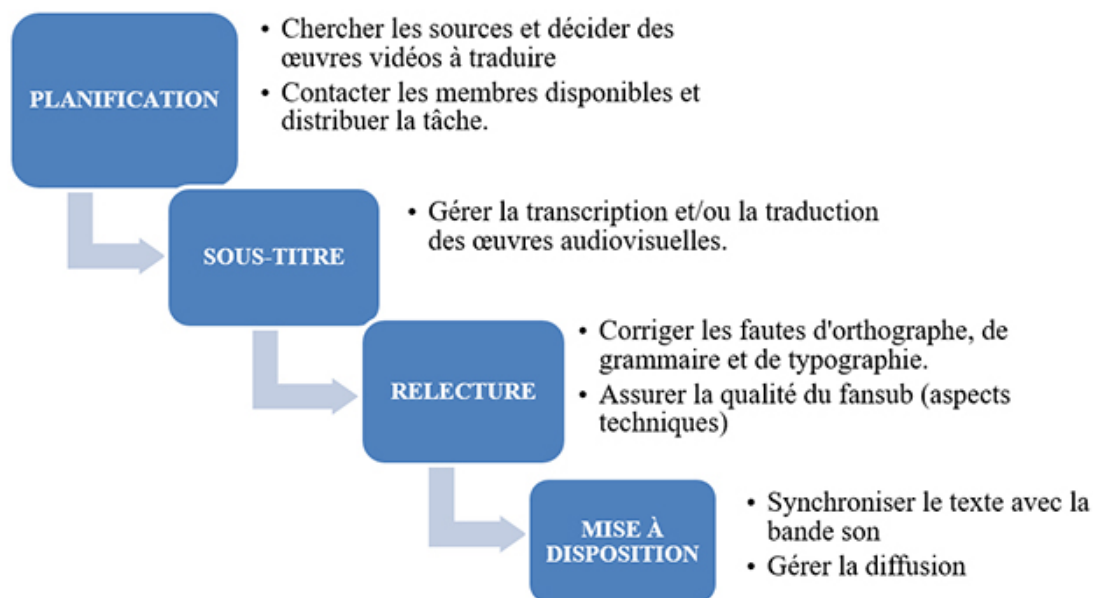 PLANIFICATION
• Chercher les sources et décider des
œuvres vidéos à traduire
• Contacter les membres disponibles et
distribuer la tâche.
SOUS-TITRE
• Gérer la transcription et/ou la traduction
des œuvres audiovisuelles.
RELECTURE
• Corriger les fautes d'orthographe, de
grammaire et de typographie.
• Assurer la qualité du fansub (aspects
techniques)
MISE À
DISPOSITION
• Synchroniser le texte avec la
bande son
• Gérer la diffusion